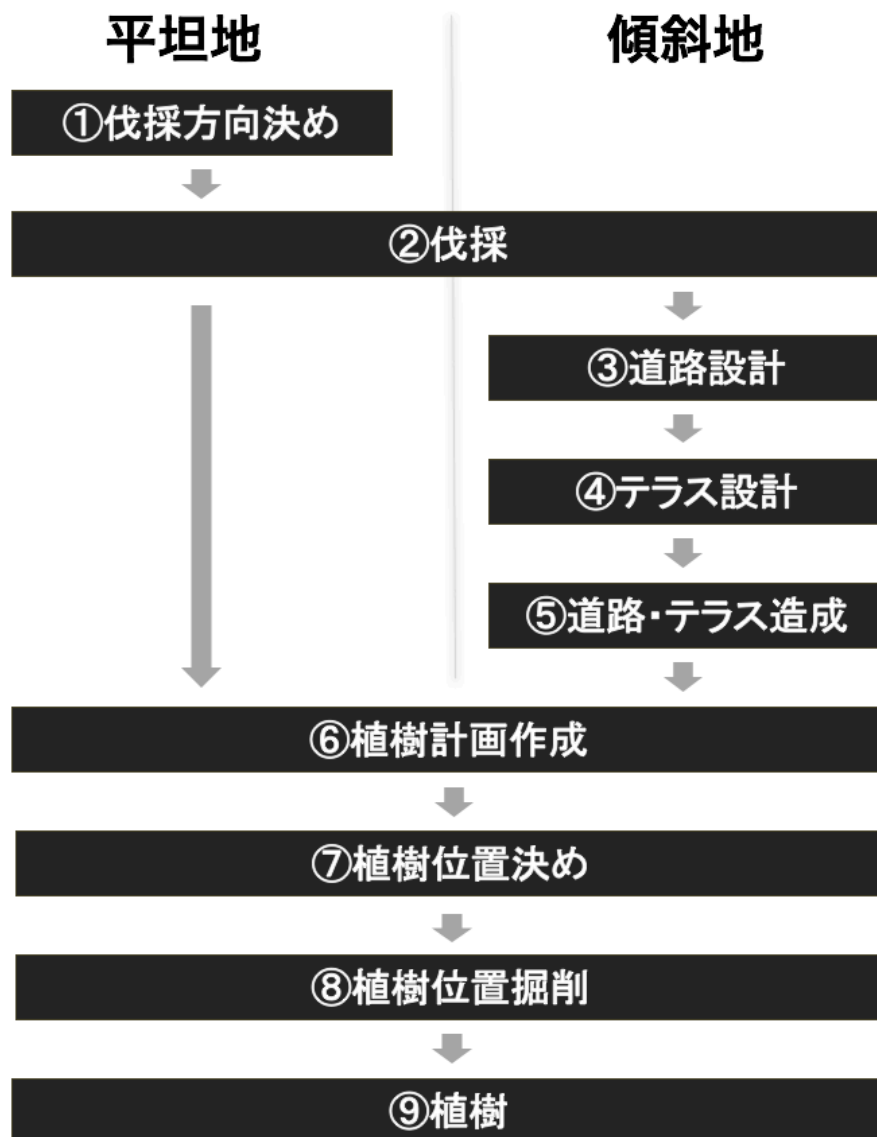 平坦地
傾斜地
①伐採方向決め
②伐採
③道路設計
④テラス設計
⑤道路・テラス造成
⑥植樹計画作成
⑦植樹位置決め
⑧植樹位置掘削
⑨植樹